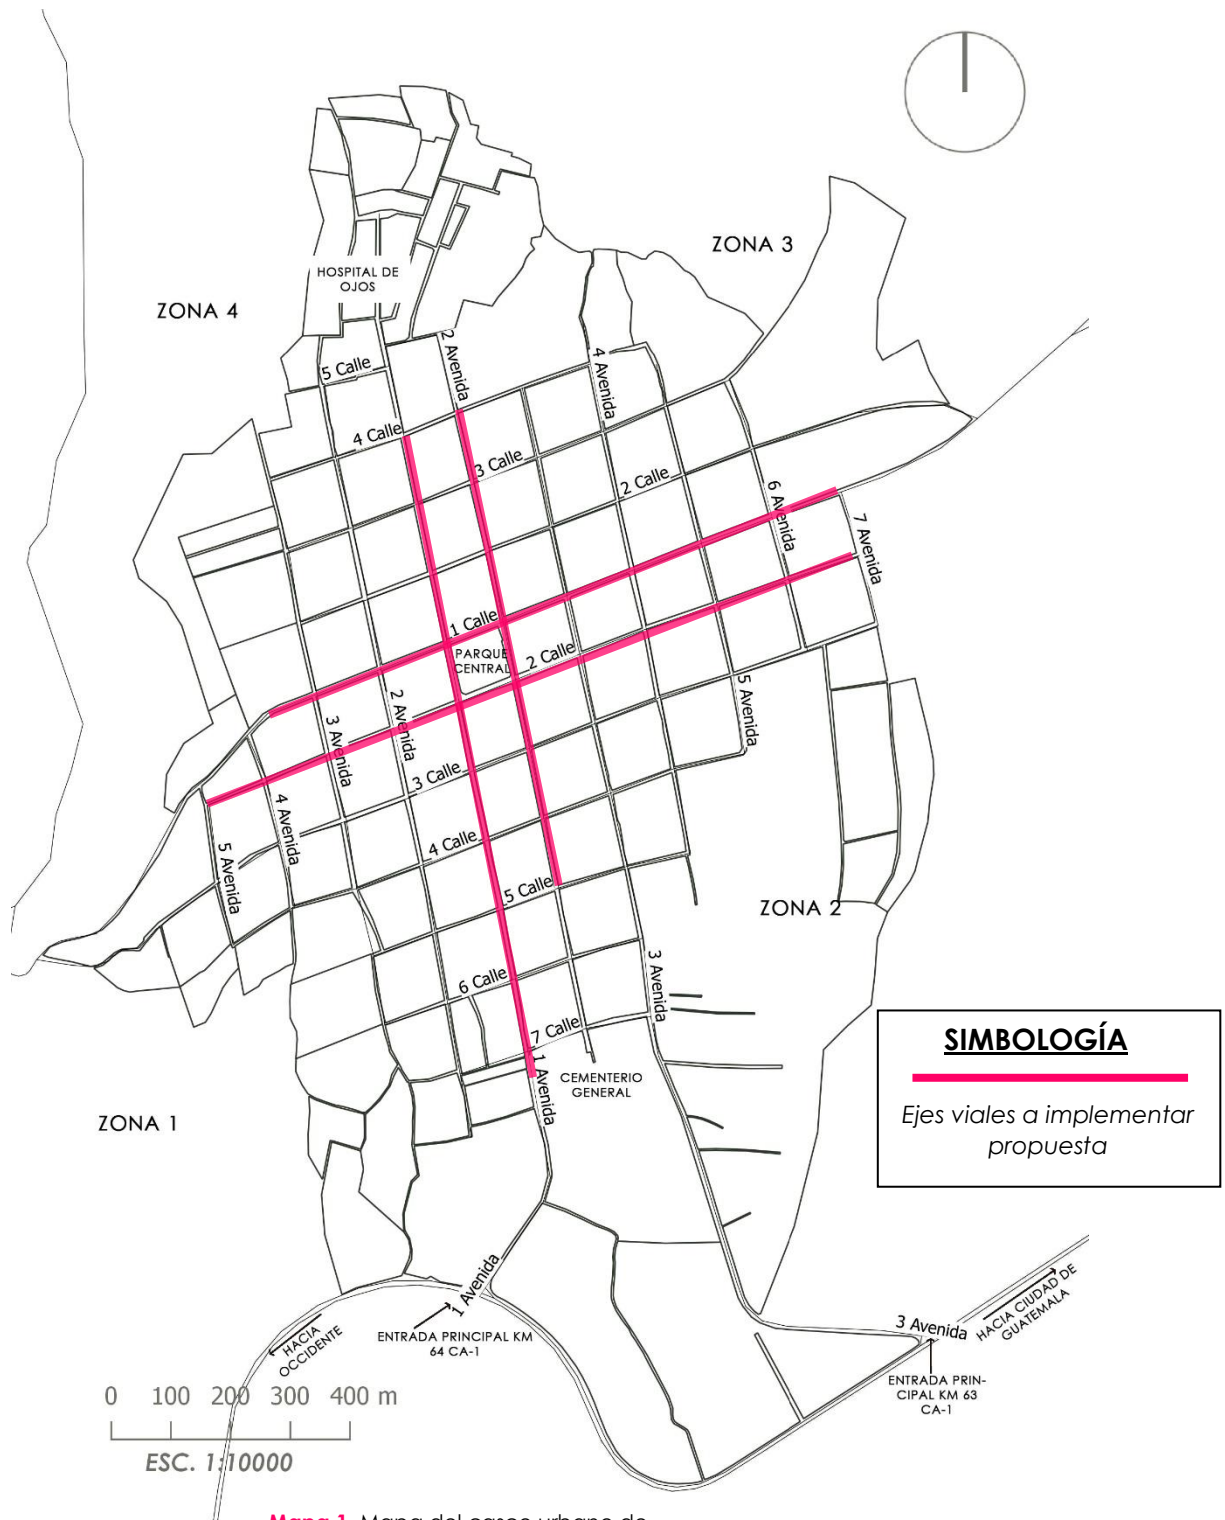 ZONA 3
HOSPITAL DE
OJOS
ZONA 4
2 Avenida
4 Avenida
5 Calle
4 Calle
3 Calle
2 Calle
6 Avenida
7 Avenida
1 Calle
PARQUE
CENTRAL
2 Calle
2 Avenida
3 Avenida
5 Avenida
3 Calle
4 Avenida
4 Calle
5 Avenida
5 Calle
ZONA 2
3 Avenida
6 Calle
7 Calle
1 Avenida
CEMENTERIO
GENERAL
SIMBOLOGÍA
Ejes viales a implementar
propuesta
ZONA 1
1 Avenida
HACIA
OCCIDENTE
ENTRADA PRINCIPAL KM
64 CA-1
3 Avenida
HACIA CIUDAD DE
GUATEMALA
ENTRADA PRIN-
CIPAL KM 63
CA-1
0 100 200 300 400 m
ESC. 1:10000
Mapa 1. Mapa del casco urbano de